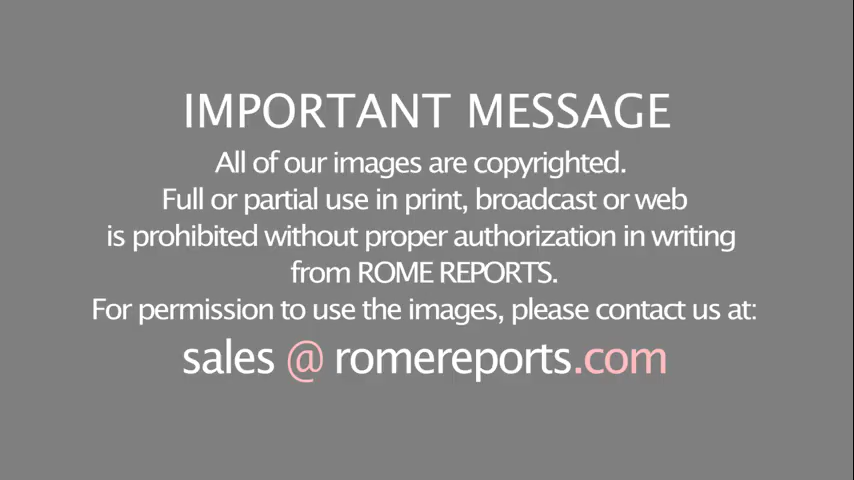 IMPORTANT MESSAGE
All of our images are copyrighted.
Full or partial use in print, broadcast or web
is prohibited without proper authorization in writing
from ROME REPORTS.
For permission to use the images, please contact us at:
sales @ romereports.com